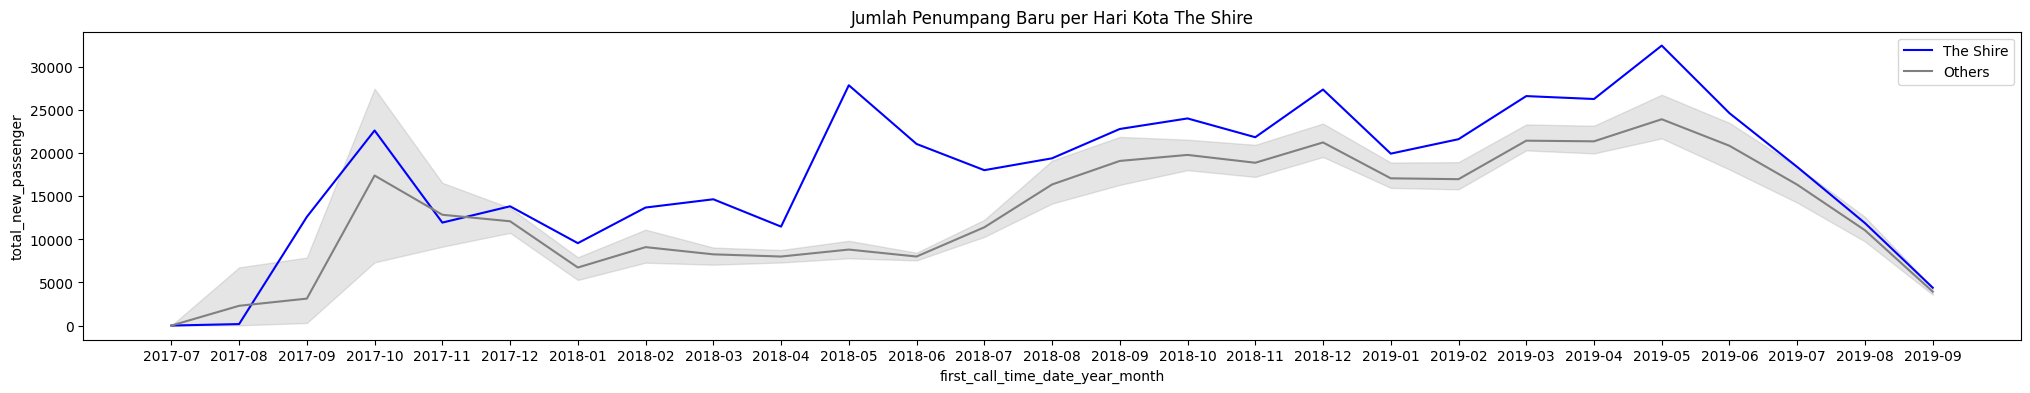 Jumlah Penumpang Baru per Hari Kota The Shire
The Shire
Others
total_new_passenger
30000
25000
20000
15000
10000
5000
0
2017-07 2017-08 2017-09 2017-10 2017-11 2017-12 2018-01 2018-02 2018-03 2018-04 2018-05 2018-06 2018-07 2018-08 2018-09 2018-10 2018-11 2018-12 2019-01 2019-02 2019-03 2019-04 2019-05 2019-06 2019-07 2019-08 2019-09
first_call_time_date_year_month